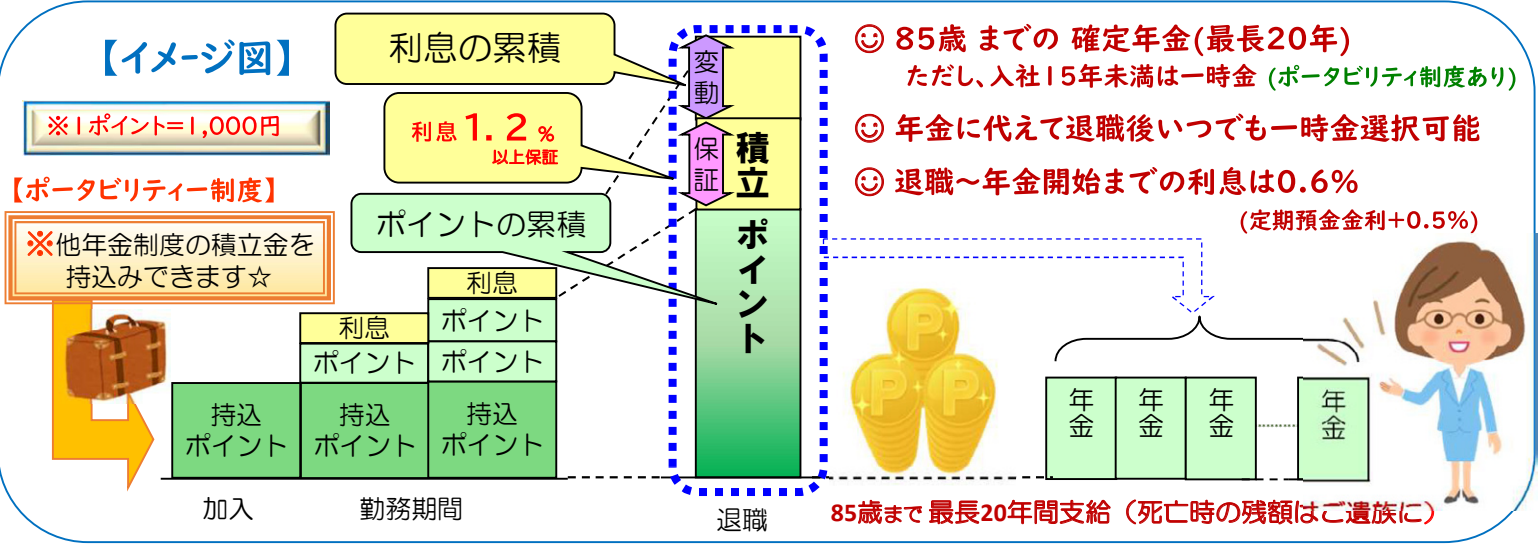 【イメージ図】
※1ポイント＝1,000円
【ポータビリティー制度】
※他年金制度の積立金を
持込みできます☆
利息の累積
利息1.2%
以上保証
ポイントの累積
利息
利息
ポイント
ポイント
ポイント
持込
ポイント
持込
ポイント
持込
ポイント
加入
勤務期間
変動
保証
積立
ポイント
退職
85歳 までの 確定年金(最長20年)
ただし、入社15年未満は一時金 (ポータビリティ制度あり)
年金に代えて退職後いつでも一時金選択可能
退職～年金開始までの利息は0.6%
(定期預金金利+0.5%)
P
P
P
年金
年金
年金
年金
85歳まで 最長20年間支給（死亡時の残額はご遺族に）